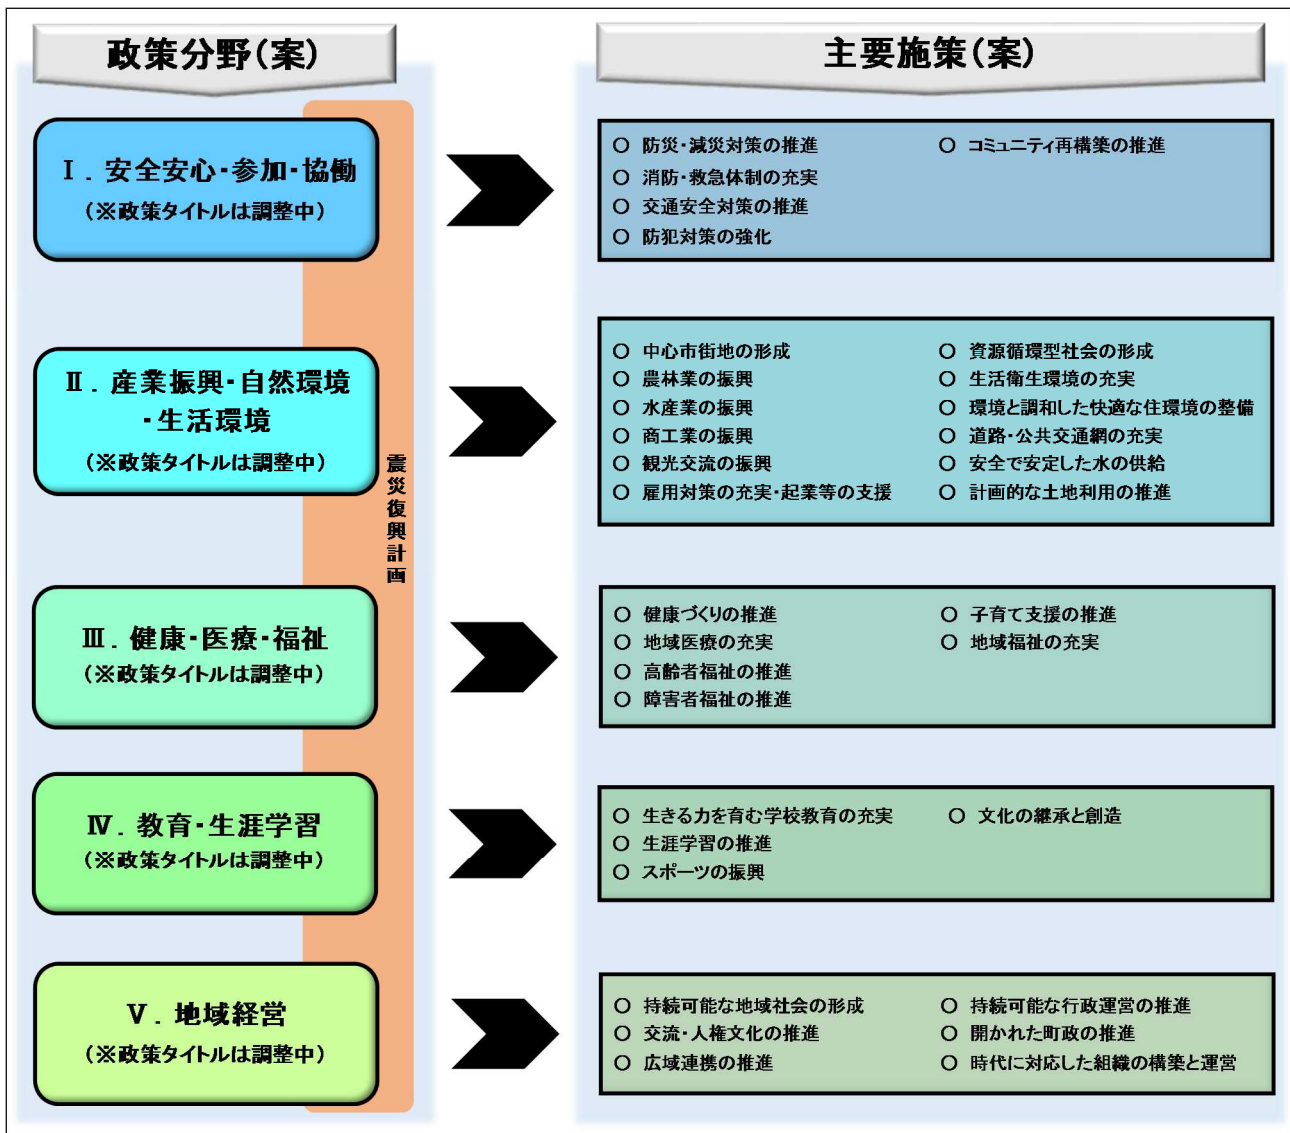 政策分野(案)
主要施策(案)
Ⅰ．安全安心・参加・協働
(※政策タイトルは調整中)
○ 防災・減災対策の推進
○ 消防・救急体制の充実
○ 交通安全対策の推進
○ 防犯対策の強化
○ コミュニティ再構築の推進
Ⅱ．産業振興・自然環境
・生活環境
(※政策タイトルは調整中)
○ 中心市街地の形成
○ 農林業の振興
○ 水産業の振興
○ 商工業の振興
○ 観光交流の振興
○ 雇用対策の充実・起業等の支援
○ 資源循環型社会の形成
○ 生活衛生環境の充実
○ 環境と調和した快適な住環境の整備
○ 道路・公共交通網の充実
○ 安全で安定した水の供給
○ 計画的な土地利用の推進
震災復興計画
Ⅲ．健康・医療・福祉
(※政策タイトルは調整中)
○ 健康づくりの推進
○ 地域医療の充実
○ 高齢者福祉の推進
○ 障害者福祉の推進
○ 子育て支援の推進
○ 地域福祉の充実
Ⅳ．教育・生涯学習
(※政策タイトルは調整中)
○ 生きる力を育む学校教育の充実
○ 生涯学習の推進
○ スポーツの振興
○ 文化の継承と創造
Ⅴ．地域経営
(※政策タイトルは調整中)
○ 持続可能な地域社会の形成
○ 交流・人権文化の推進
○ 広域連携の推進
○ 持続可能な行政運営の推進
○ 開かれた町政の推進
○ 時代に対応した組織の構築と運営